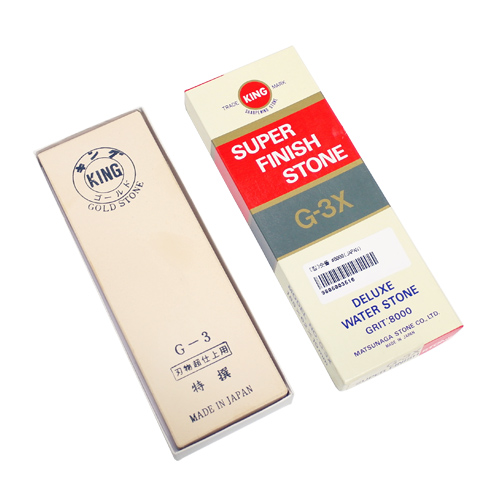 キング
KING
ゴールド
GOLD STONE
G-3
刃物超仕上用
特撰
MADE IN JAPAN
TRADE MARK
KING
SHARPENING STONE
SUPER
FINISH
STONE
G-3X
DELUXE
WATER STONE
GRIT:8000
MATSUNAGA STONE CO., LTD.
MADE IN JAPAN